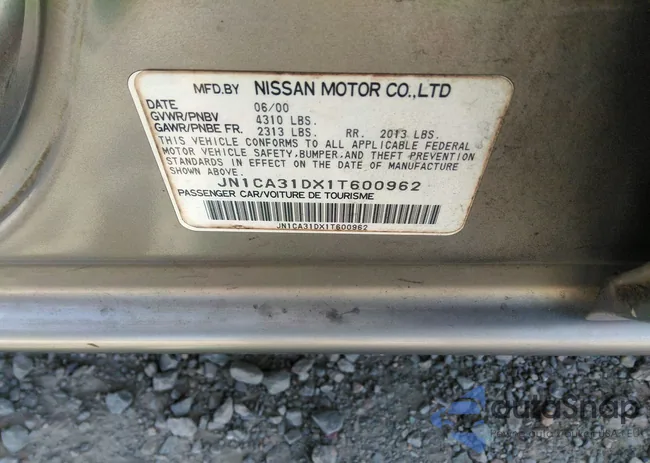 MFD.BY NISSAN MOTOR CO.,LTD
DATE 06/00
GVWR/PNBV 4310 LBS.
GAWR/PNBE FR. 2313 LBS. RR. 2013 LBS.
THIS VEHICLE CONFORMS TO ALL APPLICABLE FEDERAL
MOTOR VEHICLE SAFETY, BUMPER, AND THEFT PREVENTION
STANDARDS IN EFFECT ON THE DATE OF MANUFACTURE
SHOWN ABOVE.
JN1CA31DX1T600962
PASSENGER CAR/VOITURE DE TOURISME
JN1CA31DX1T600962